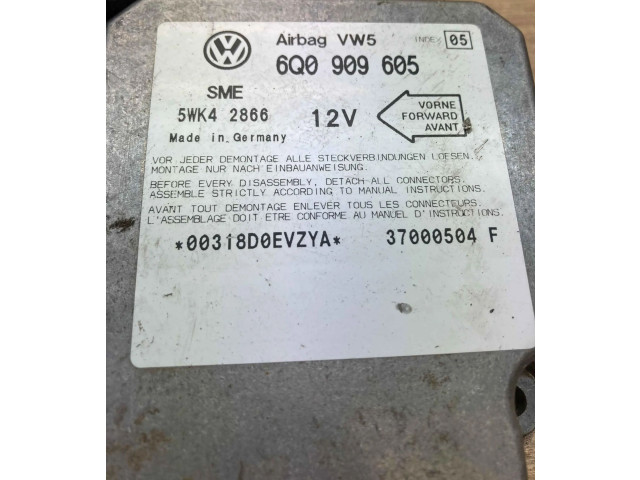 Airbag VW5 INDEX 05
6Q0 909 605
SME
5WK4 2866 12V
VORNE
FORWARD
AVANT
Made in Germany
VOR JEDER DEMONTAGE ALLE STECKVERBINDUNGEN LOESEN.
MONTAGE NUR NACH EINBAUANWEISUNG.
BEFORE EVERY DISASSEMBLY, DETACH ALL CONNECTORS.
ASSEMBLE STRICTLY ACCORDING TO MANUAL INSTRUCTIONS.
AVANT TOUT DEMONTAGE ENLEVER TOUS LES CONNECTEURS.
L'ASSEMBLAGE DOIT ETRE CONFORME AU MANUEL D'INSTRUCTIONS.
*00318D0EVZYA* 37000504 F